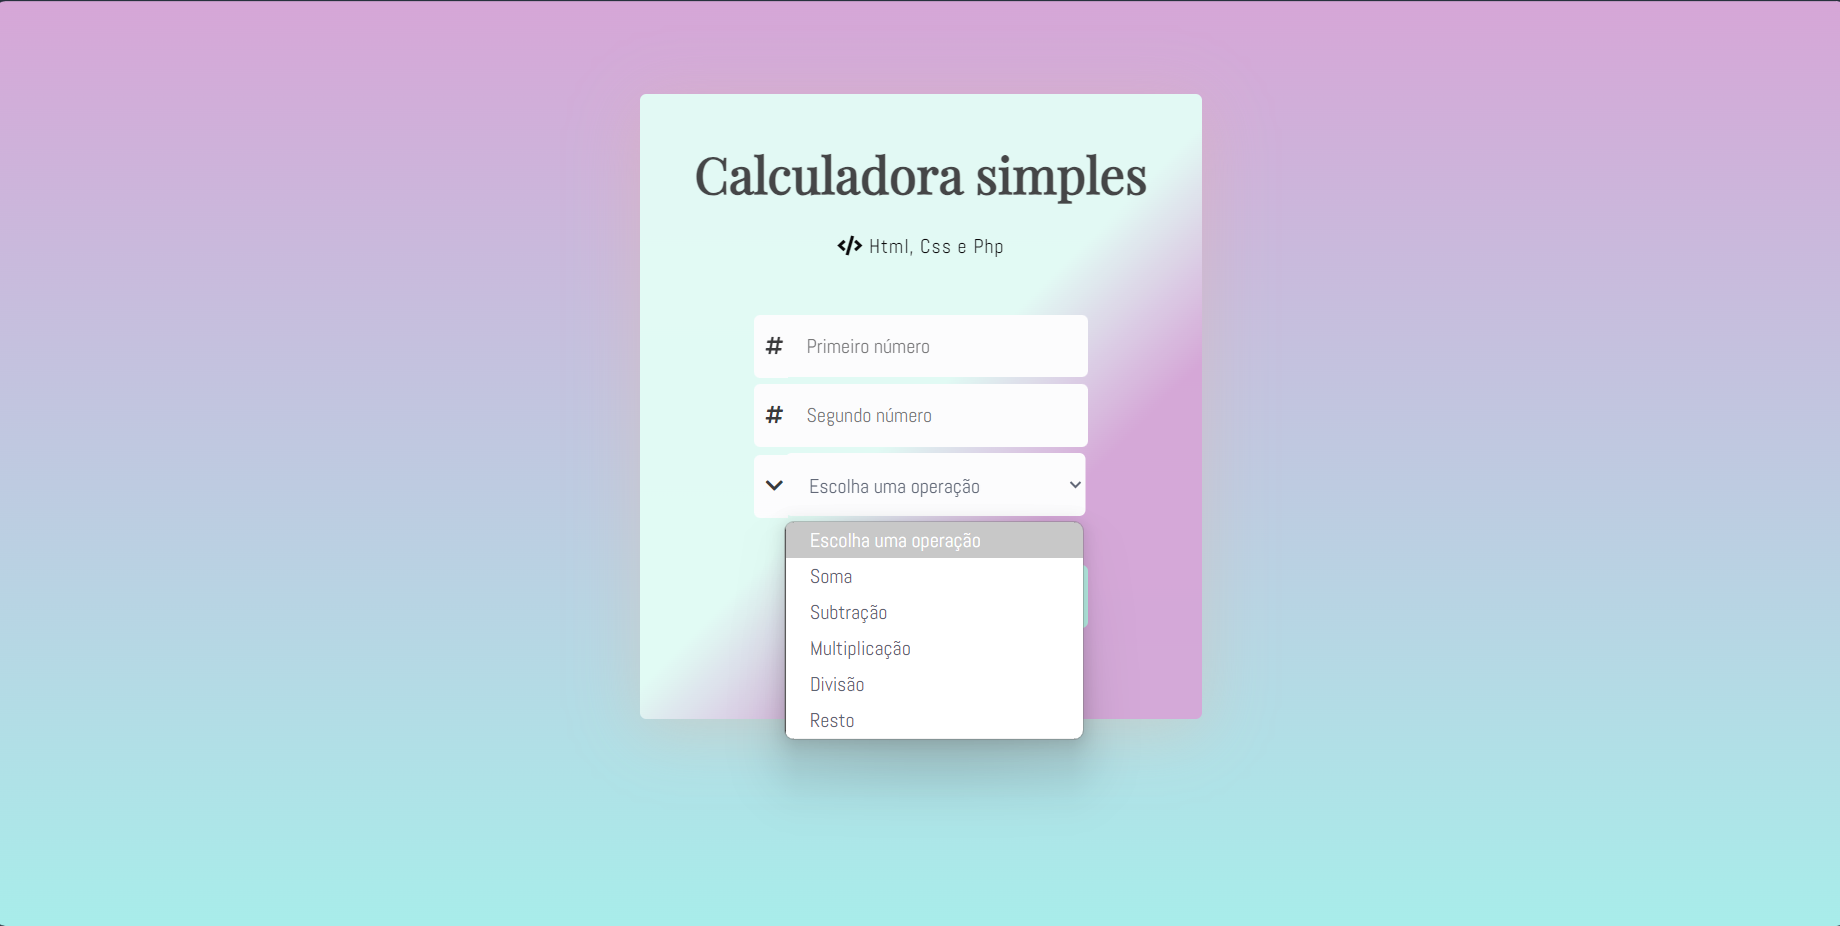 Calculadora simples
</> Html, Css e Php
# Primeiro número
# Segundo número
Escolha uma operação
Escolha uma operação
Soma
Subtração
Multiplicação
Divisão
Resto